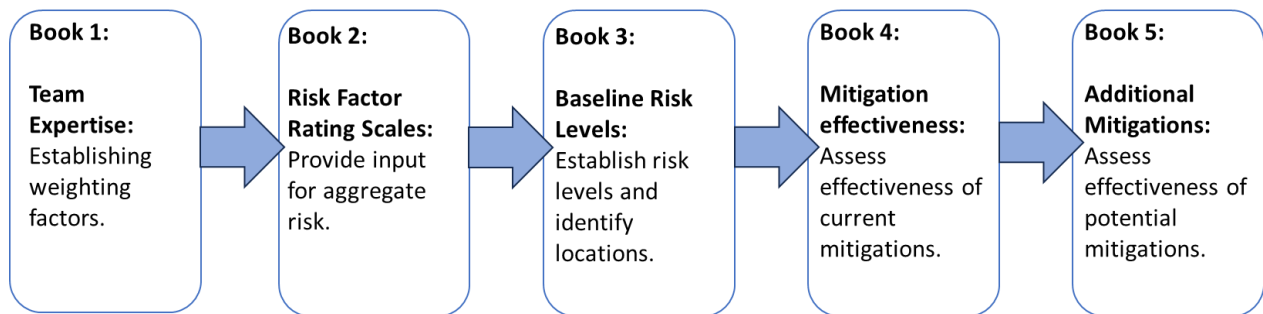 Book 1:
Team
Expertise:
Establishing
weighting
factors.
Book 2:
Risk Factor
Rating Scales:
Provide input
for aggregate
risk.
Book 3:
Baseline Risk
Levels:
Establish risk
levels and
identify
locations.
Book 4:
Mitigation
effectiveness:
Assess
effectiveness of
current
mitigations.
Book 5:
Additional
Mitigations:
Assess
effectiveness of
potential
mitigations.